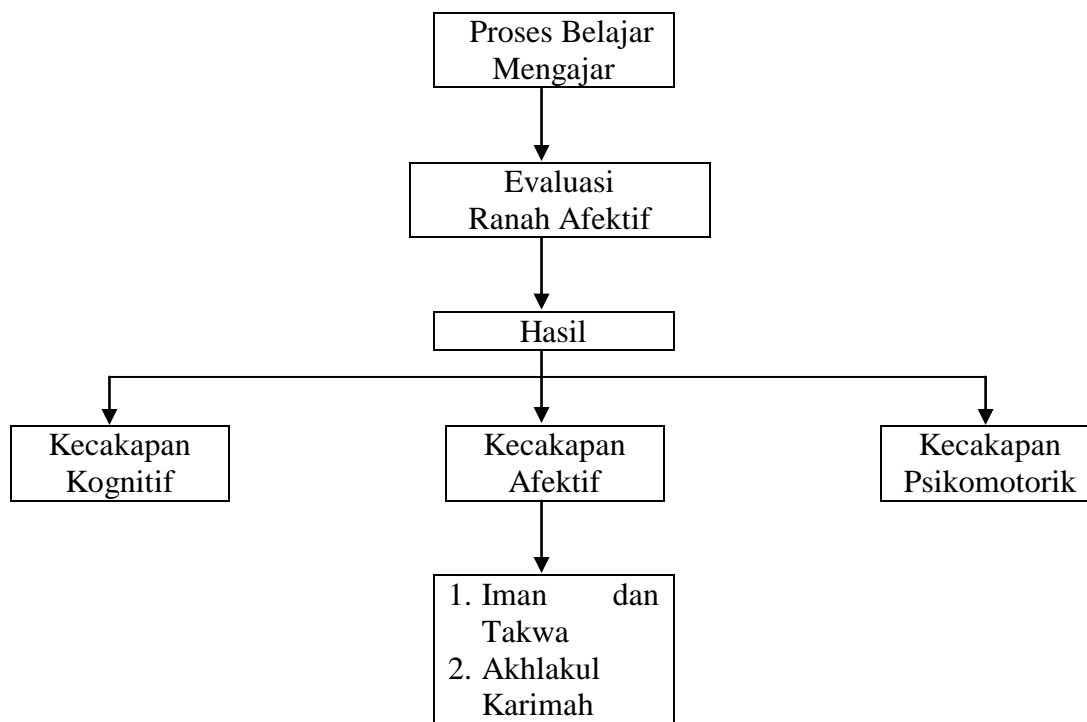 Proses Belajar
Mengajar
Evaluasi
Ranah Afektif
Hasil
Kecakapan
Kognitif
Kecakapan
Afektif
Kecakapan
Psikomotorik
1. Iman dan
Takwa
2. Akhlakul
Karimah